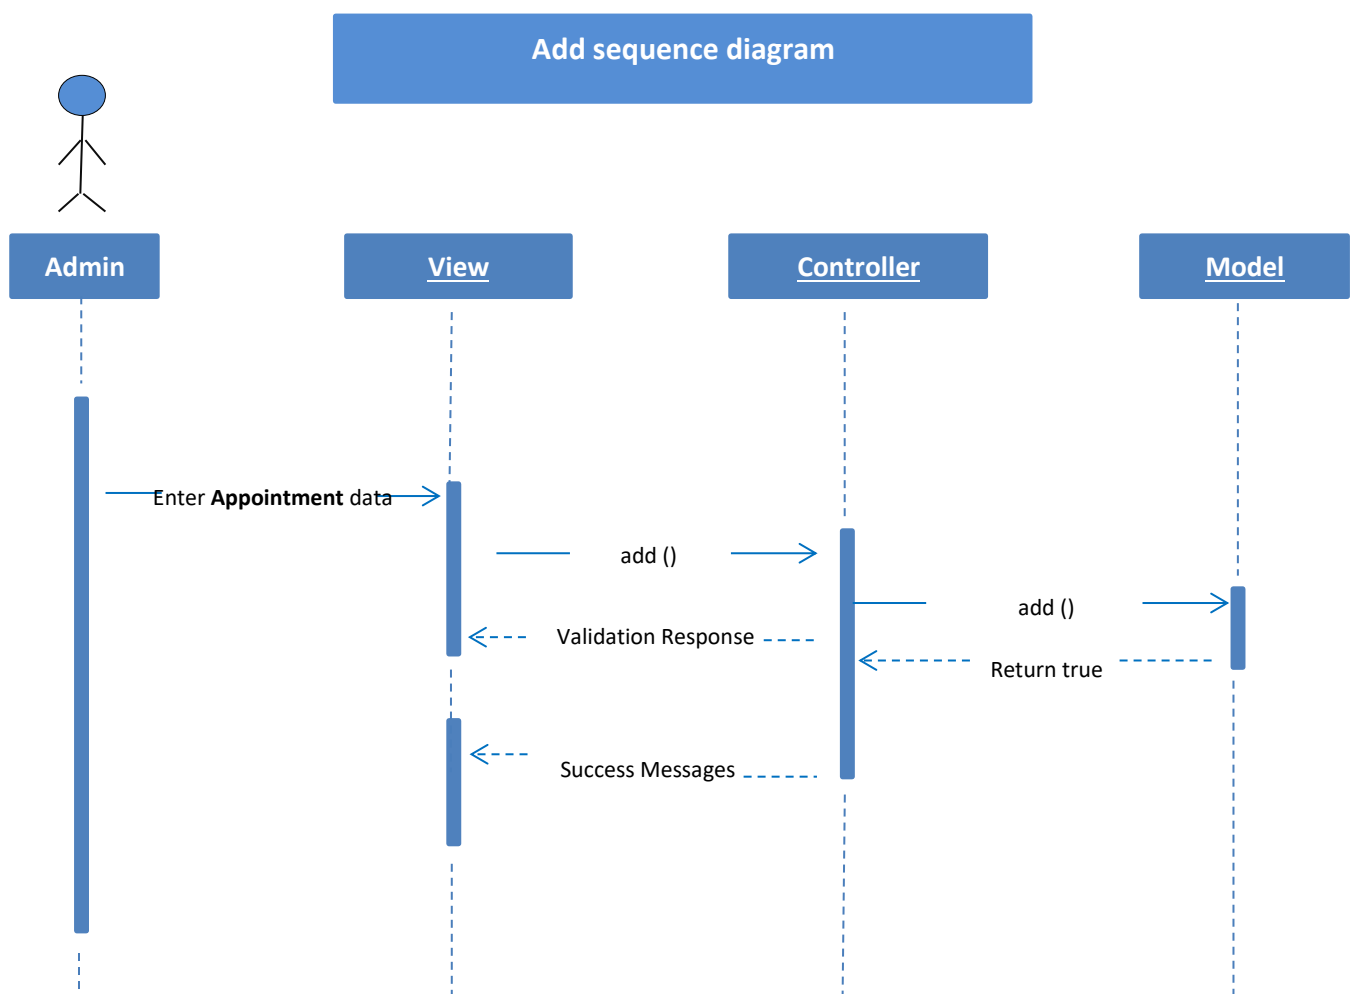 Add sequence diagram
Admin
View
Controller
Model
Enter Appointment data
add ()
add ()
Validation Response
Return true
Success Messages